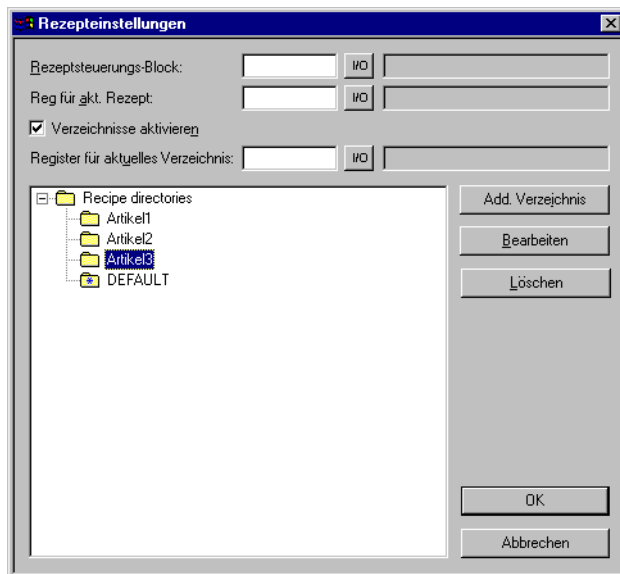 Rezepteinstellungen
Rezeptsteuerungs-Block: I/O
Reg für akt. Rezept: I/O
Verzeichnisse aktivieren
Register für aktuelles Verzeichnis: I/O
Recipe directories
Artikel1
Artikel2
Artikel3
DEFAULT
Add. Verzeichnis
Bearbeiten
Löschen
OK
Abbrechen